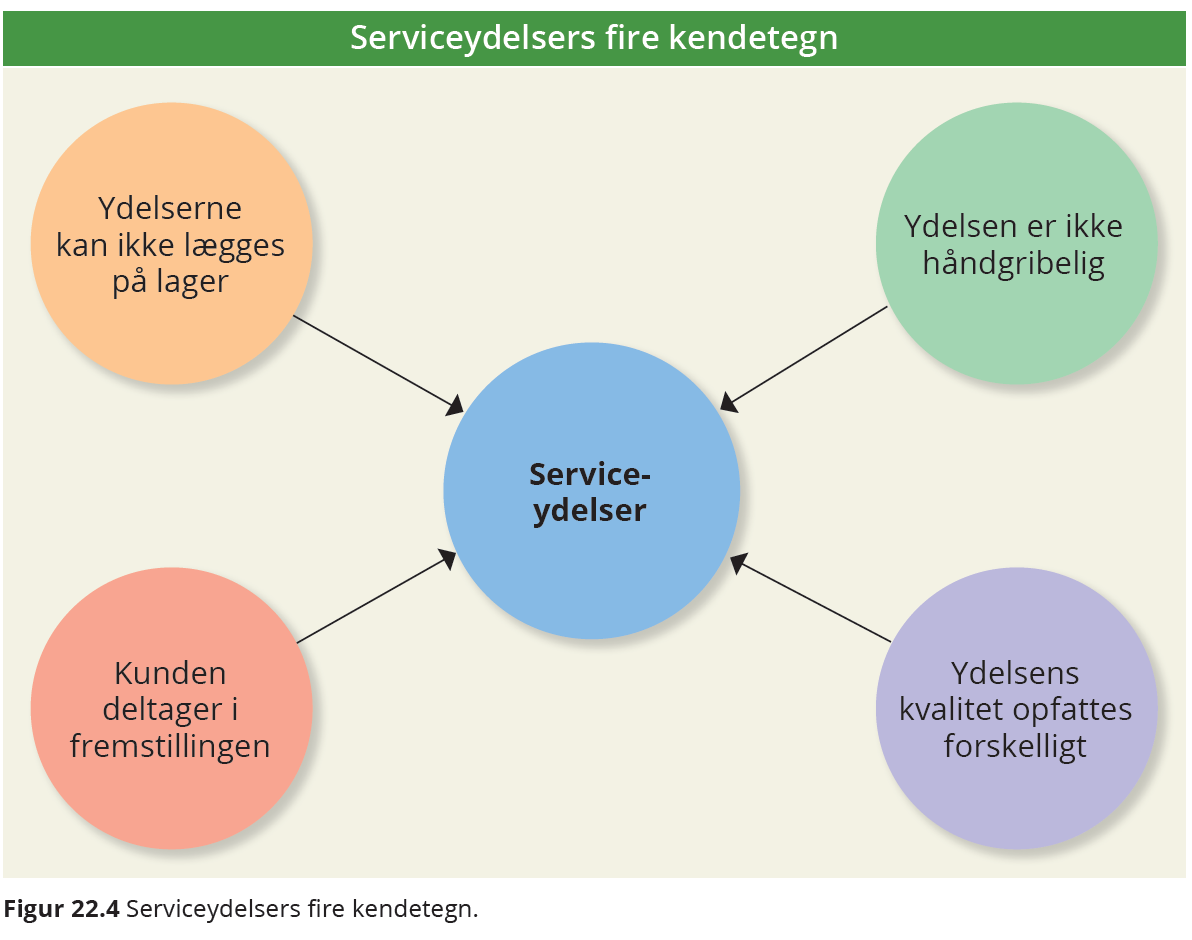 Serviceydelsers fire kendetegn
Ydelserne
kan ikke lægges
på lager
Ydelsen er ikke
håndgribelig
Service-
ydelser
Kunden
deltager i
fremstillingen
Ydelsens
kvalitet opfattes
forskelligt
Figur 22.4 Serviceydelsers fire kendetegn.